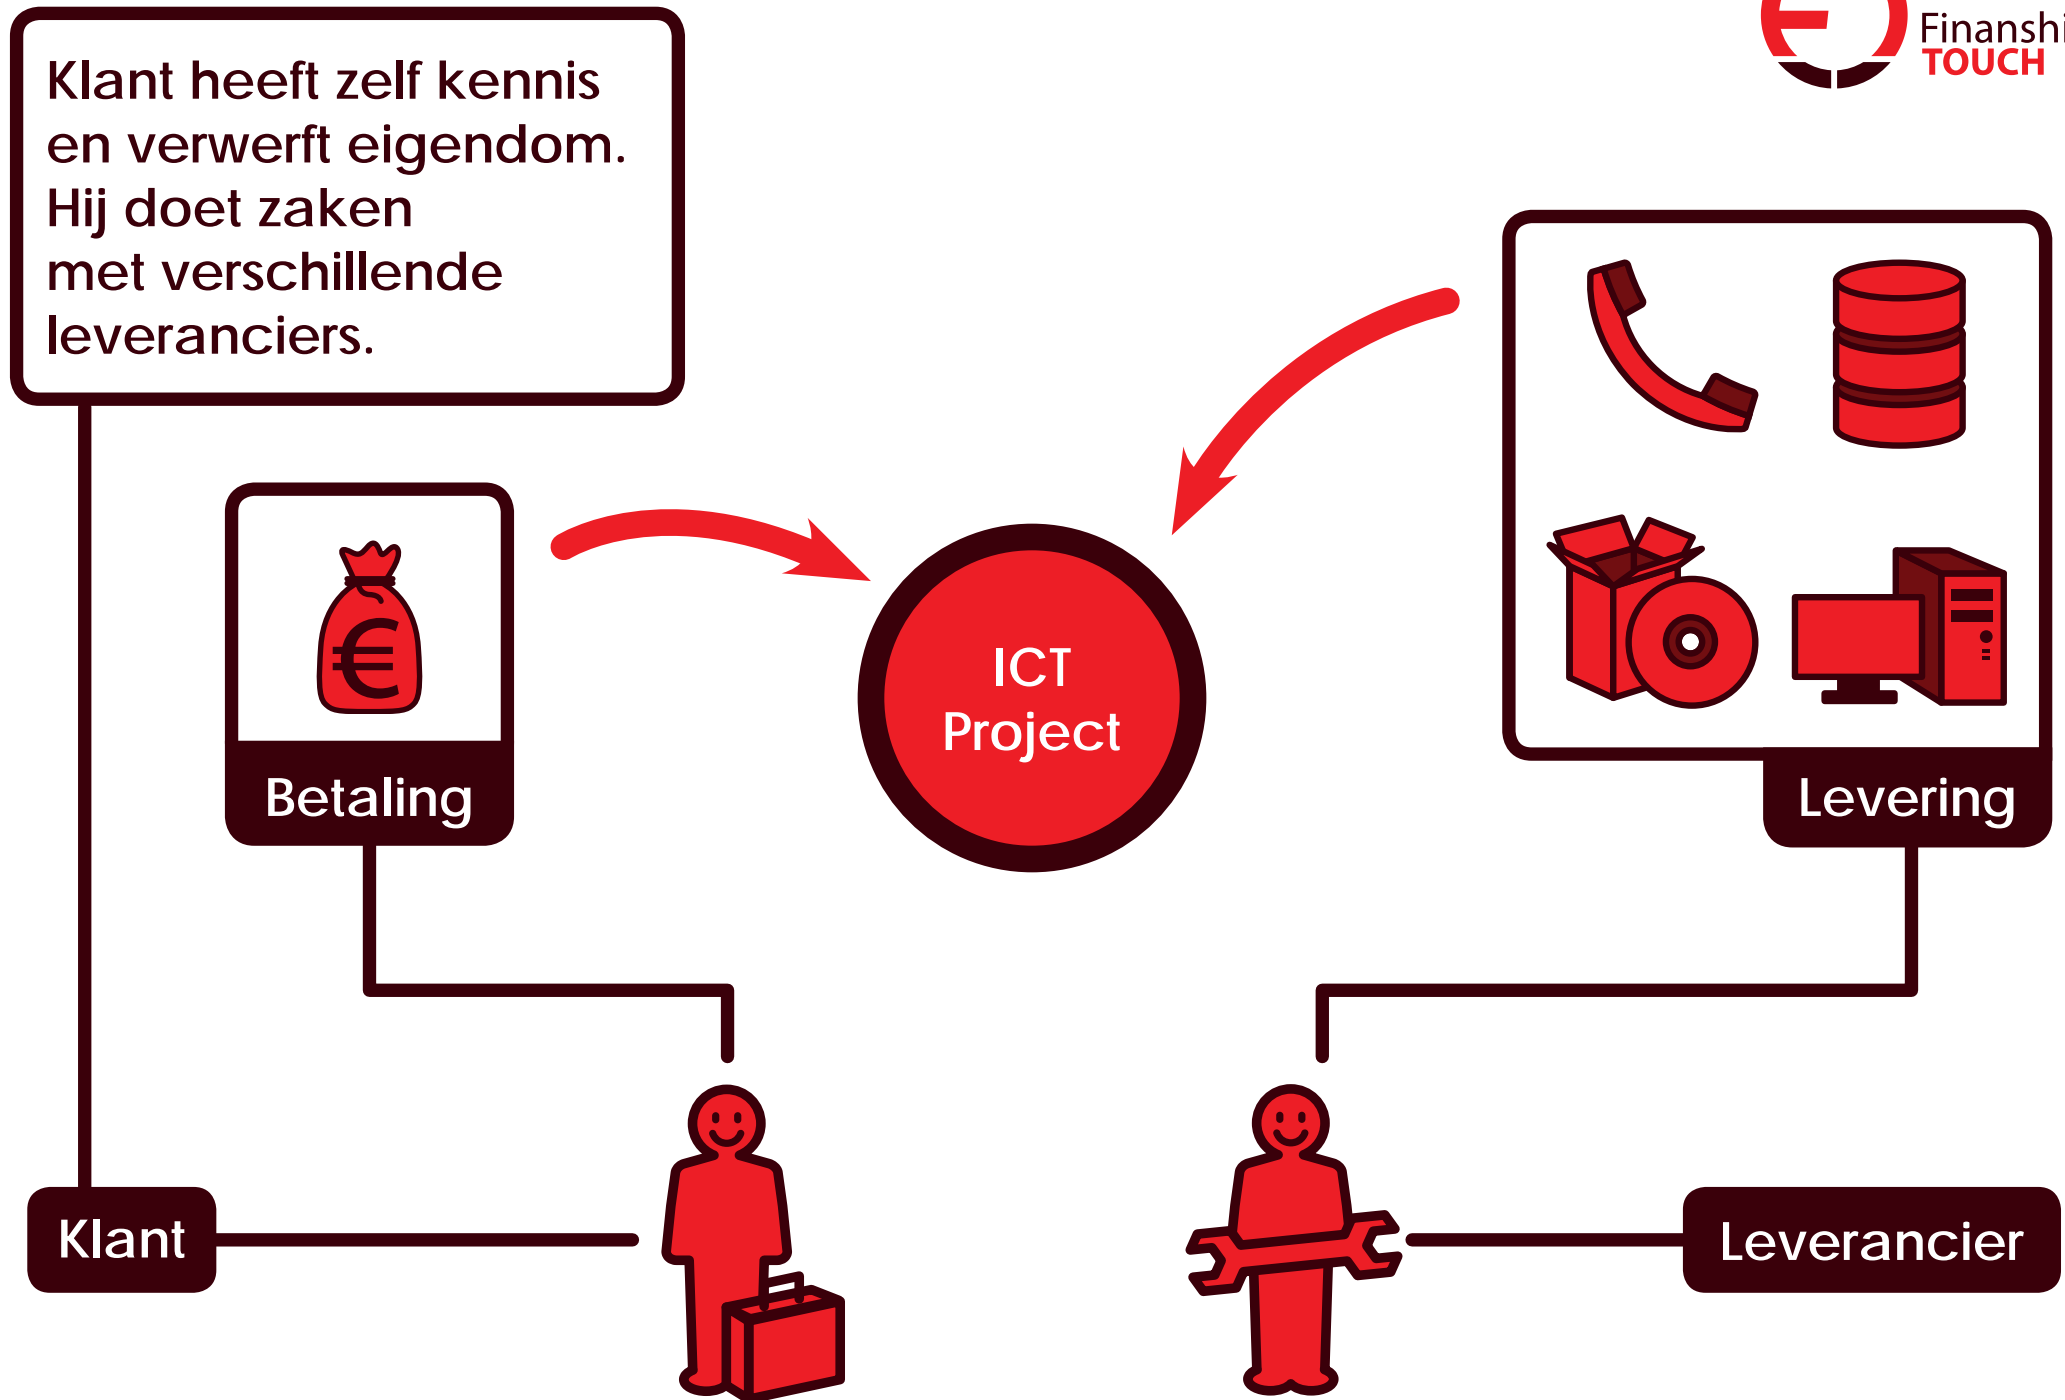 Klant heeft zelf kennis
en verwerft eigendom.
Hij doet zaken
met verschillende
leveranciers.
TOUCH
€
Betaling
ICT
Project
Levering
Klant
Leverancier